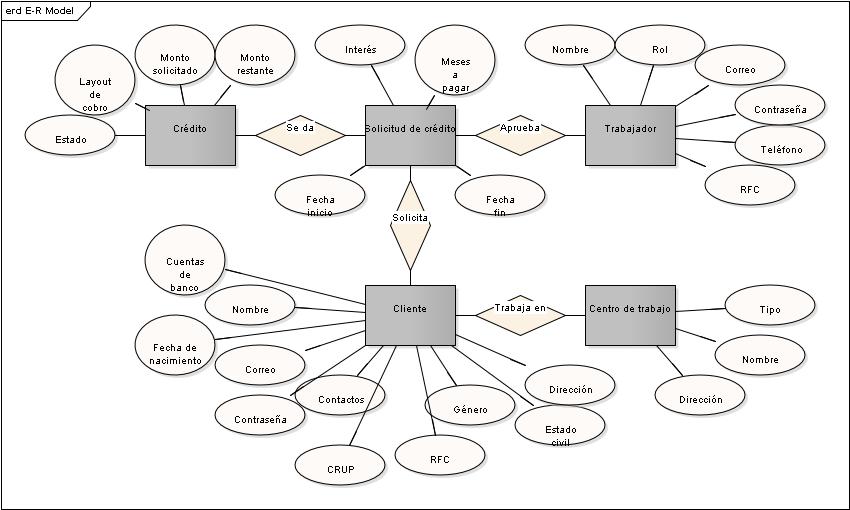 erd E-R Model
Monto
solicitado
Monto
restante
Interés
Meses
a
pagar
Nombre
Rol
Correo
Layout
de
cobro
Contraseña
Estado
Crédito
Se da
Solicitud de crédito
Aprueba
Trabajador
Teléfono
RFC
Fecha
inicio
Fecha
fin
Solicita
Cuentas
de
banco
Nombre
Cliente
Trabaja en
Centro de trabajo
Tipo
Fecha de
nacimiento
Nombre
Correo
Dirección
Dirección
Contactos
Contraseña
Género
Estado
civil
CRUP
RFC